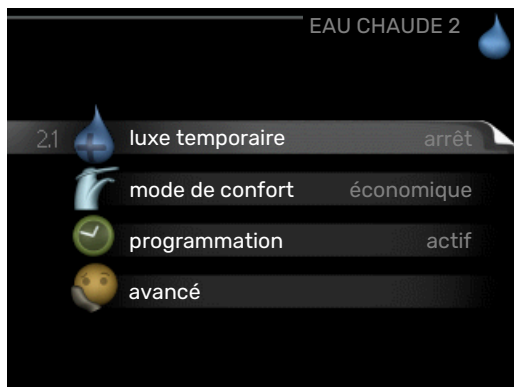 EAU CHAUDE 2
2.1 luxe temporaire arrêt
mode de confort économique
programmation actif
avancé